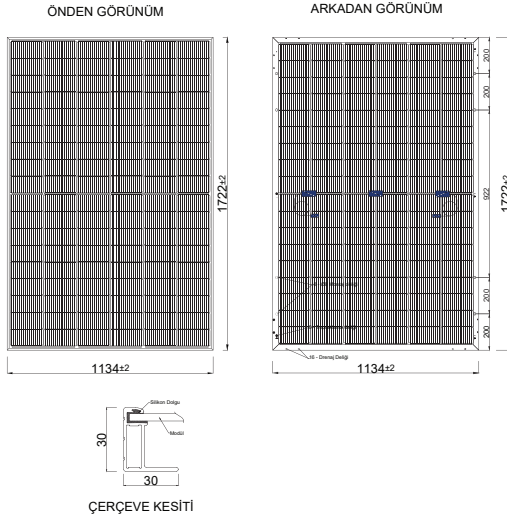 ÖNDEN GÖRÜNÜM
ARKADAN GÖRÜNÜM
200
200
922
200
200
1722±2
1722±2
16 - Drenaj Deliği
1134±2
1134±2
Silikon Dolgu
Modül
30
30
ÇERÇEVE KESİTİ